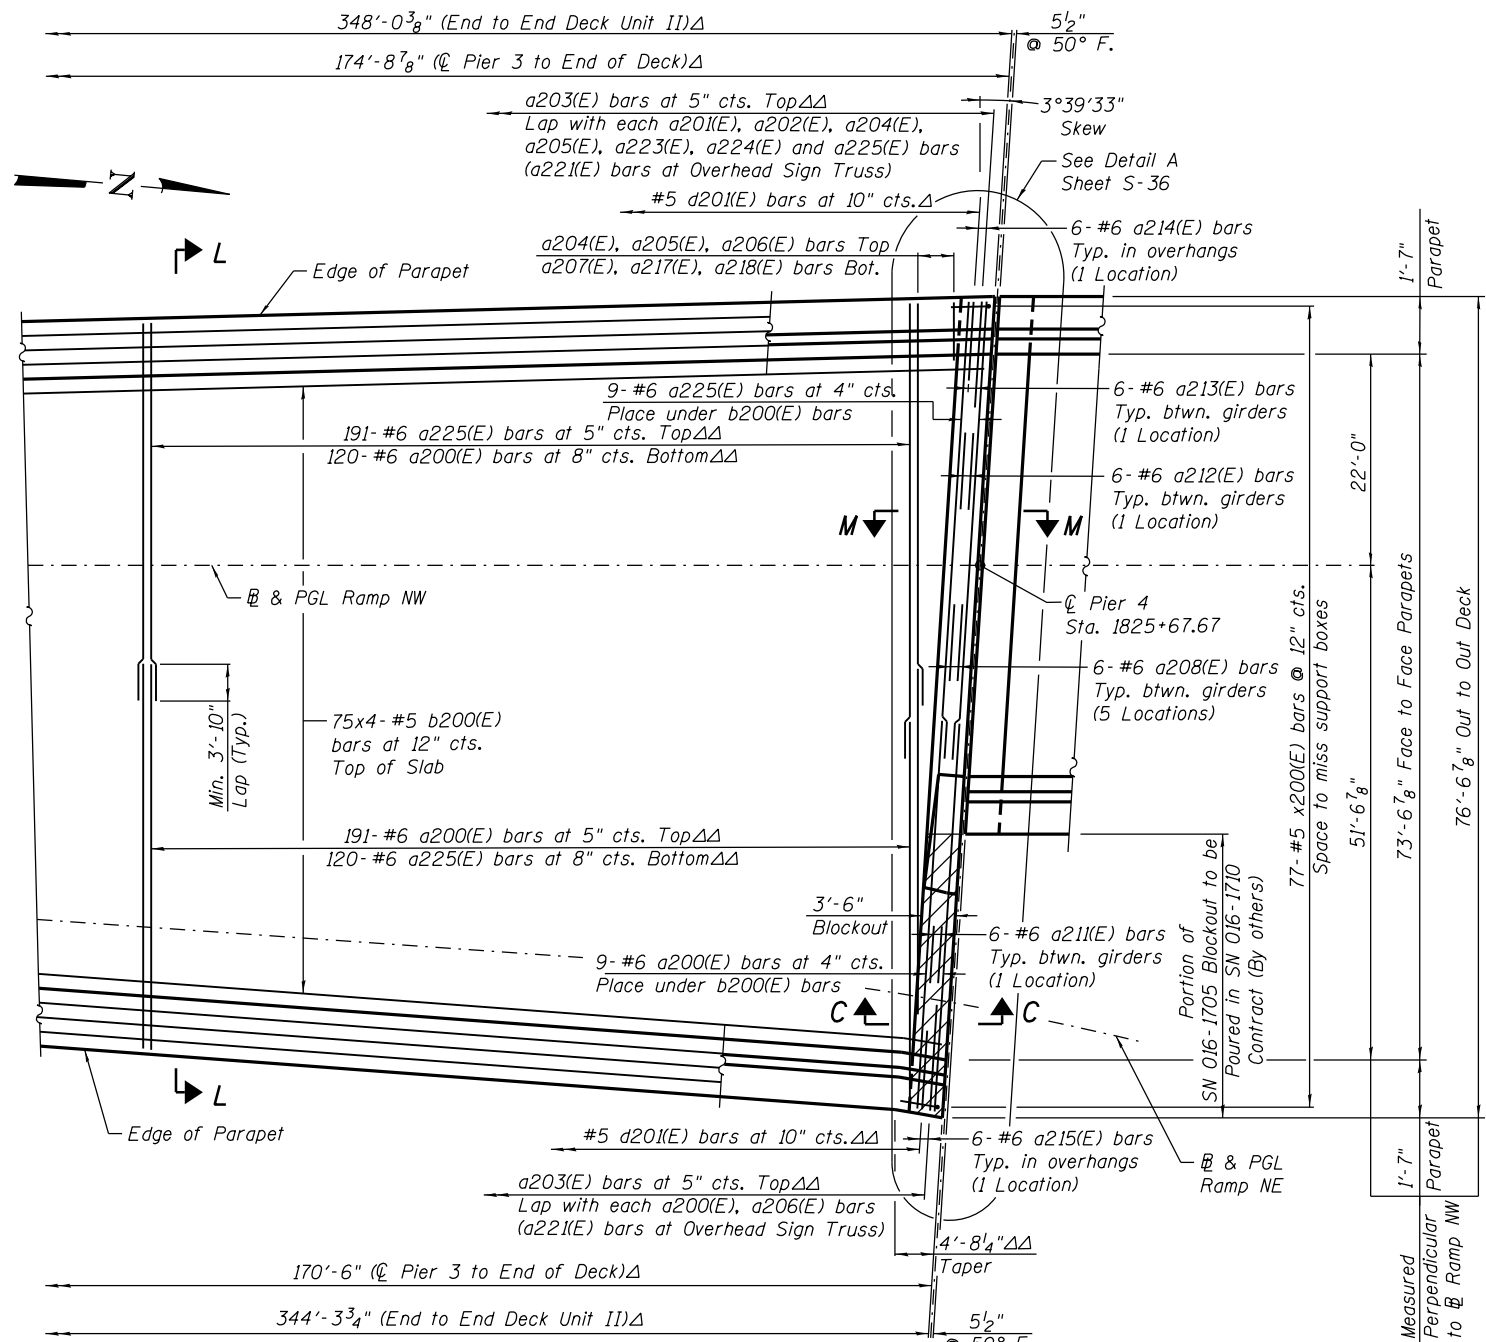 348'-0 3/8" (End to End Deck Unit II)Δ
5 1/2"
@ 50° F.
174'-8 7/8" (℄ Pier 3 to End of Deck)Δ
a203(E) bars at 5" cts. TopΔΔ
Lap with each a201(E), a202(E), a204(E),
a205(E), a223(E), a224(E) and a225(E) bars
(a221(E) bars at Overhead Sign Truss)
3°39'33"
Skew
See Detail A
Sheet S-36
N
#5 d201(E) bars at 10" cts.Δ
6-#6 a214(E) bars
Typ. in overhangs
(1 Location)
a204(E), a205(E), a206(E) bars Top
a207(E), a217(E), a218(E) bars Bot.
L
Edge of Parapet
1'-7"
Parapet
9-#6 a225(E) bars at 4" cts.
Place under b200(E) bars
6-#6 a213(E) bars
Typ. btwn. girders
(1 Location)
191-#6 a225(E) bars at 5" cts. TopΔΔ
120-#6 a200(E) bars at 8" cts. BottomΔΔ
22'-0"
6-#6 a212(E) bars
Typ. btwn. girders
(1 Location)
M
M
℄ Pier 4
Sta. 1825+67.67
B & PGL Ramp NW
6-#6 a208(E) bars
Typ. btwn. girders
(5 Locations)
77-#5 x200(E) bars @ 12" cts.
Space to miss support boxes
51'-6 7/8"
73'-6 7/8" Face to Face Parapets
76'-6 7/8" Out to Out Deck
75x4-#5 b200(E)
bars at 12" cts.
Top of Slab
Min. 3'-10"
Lap (Typ.)
191-#6 a200(E) bars at 5" cts. TopΔΔ
120-#6 a225(E) bars at 8" cts. BottomΔΔ
3'-6"
Blockout
6-#6 a211(E) bars
Typ. btwn. girders
(1 Location)
Portion of
SN 016-1705 Blockout to be
Poured in SN 016-1710
Contract (By others)
9-#6 a200(E) bars at 4" cts.
Place under b200(E) bars
C
C
L
Edge of Parapet
#5 d201(E) bars at 10" cts.ΔΔ
6-#6 a215(E) bars
Typ. in overhangs
(1 Location)
B & PGL
Ramp NE
1'-7"
Parapet
a203(E) bars at 5" cts. TopΔΔ
Lap with each a200(E), a206(E) bars
(a221(E) bars at Overhead Sign Truss)
4'-8 1/4"ΔΔ
Taper
Measured
Perpendicular
to B Ramp NW
170'-6" (℄ Pier 3 to End of Deck)Δ
344'-3 3/4" (End to End Deck Unit II)Δ
5 1/2"
@ 50° F.